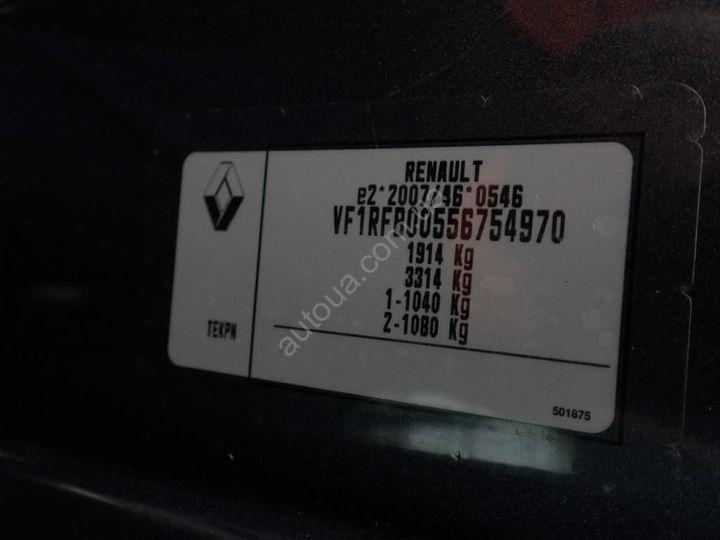 RENAULT
e2*2007/46*0546
VF1RFB00556754970
1914 Kg
3314 Kg
1-1040 Kg
2-1080 Kg
TEKPN
501875
autoua.com.ua